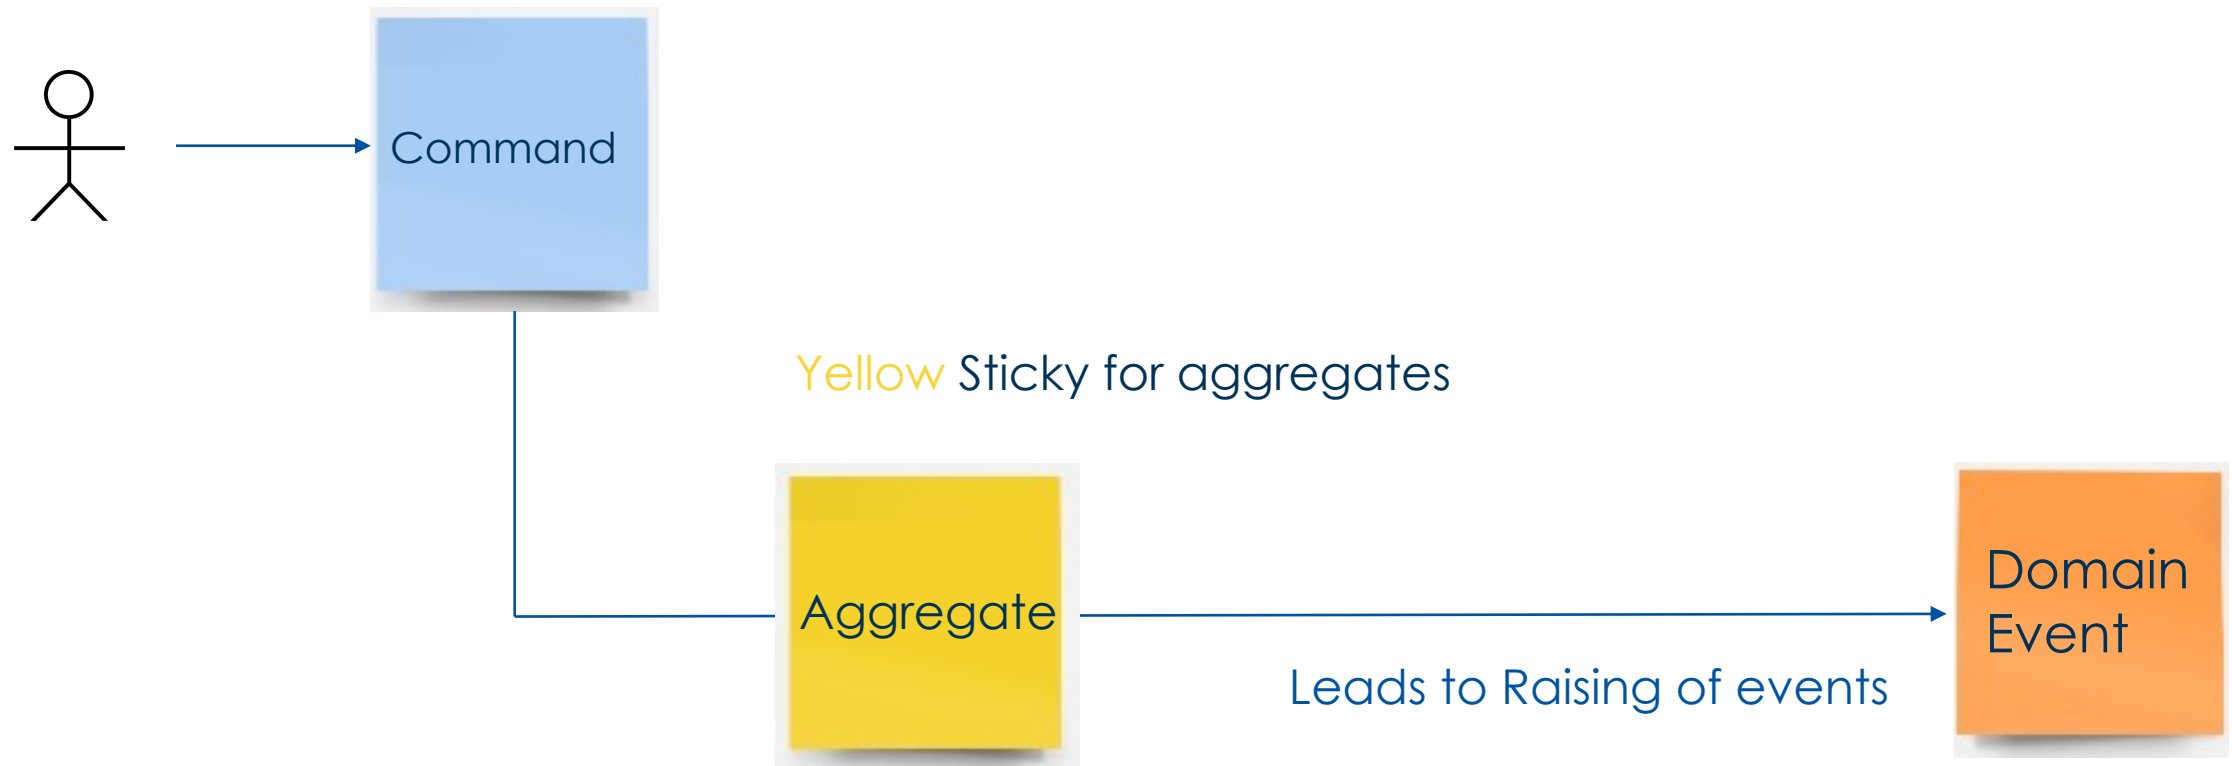 Command
Yellow Sticky for aggregates
Aggregate
Domain
Event
Leads to Raising of events